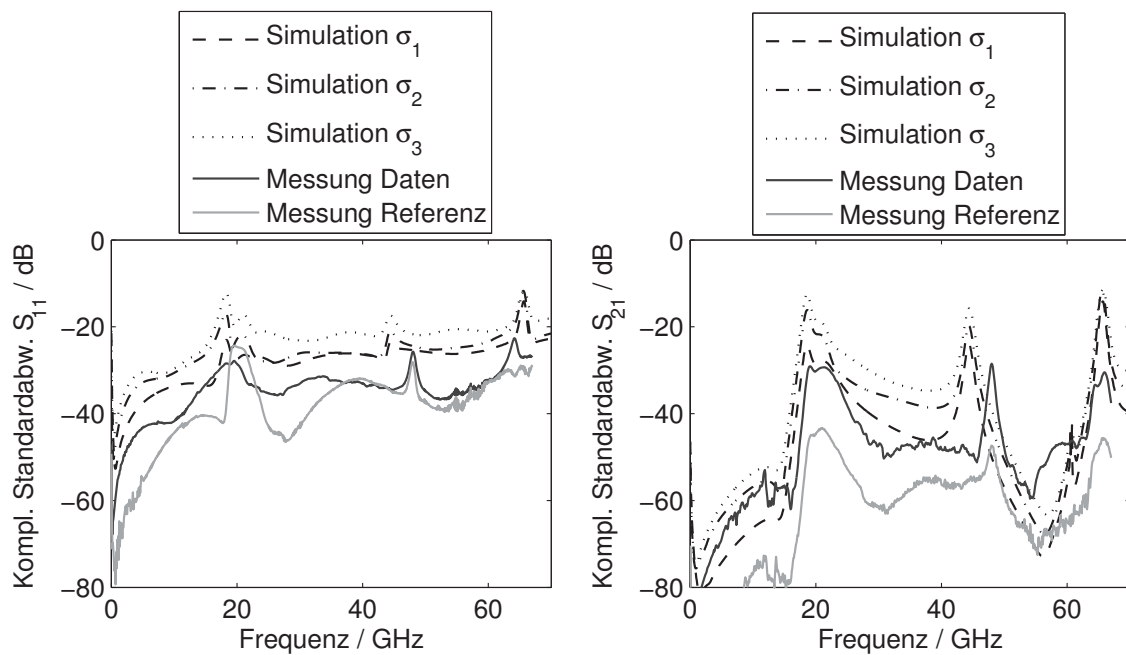 Simulation σ1
Simulation σ2
Simulation σ3
Messung Daten
Messung Referenz
Kompl. Standardabw. S11 / dB
0
−20
−40
−60
−80
0 20 40 60
Frequenz / GHz
Simulation σ1
Simulation σ2
Simulation σ3
Messung Daten
Messung Referenz
Kompl. Standardabw. S21 / dB
0
−20
−40
−60
−80
0 20 40 60
Frequenz / GHz